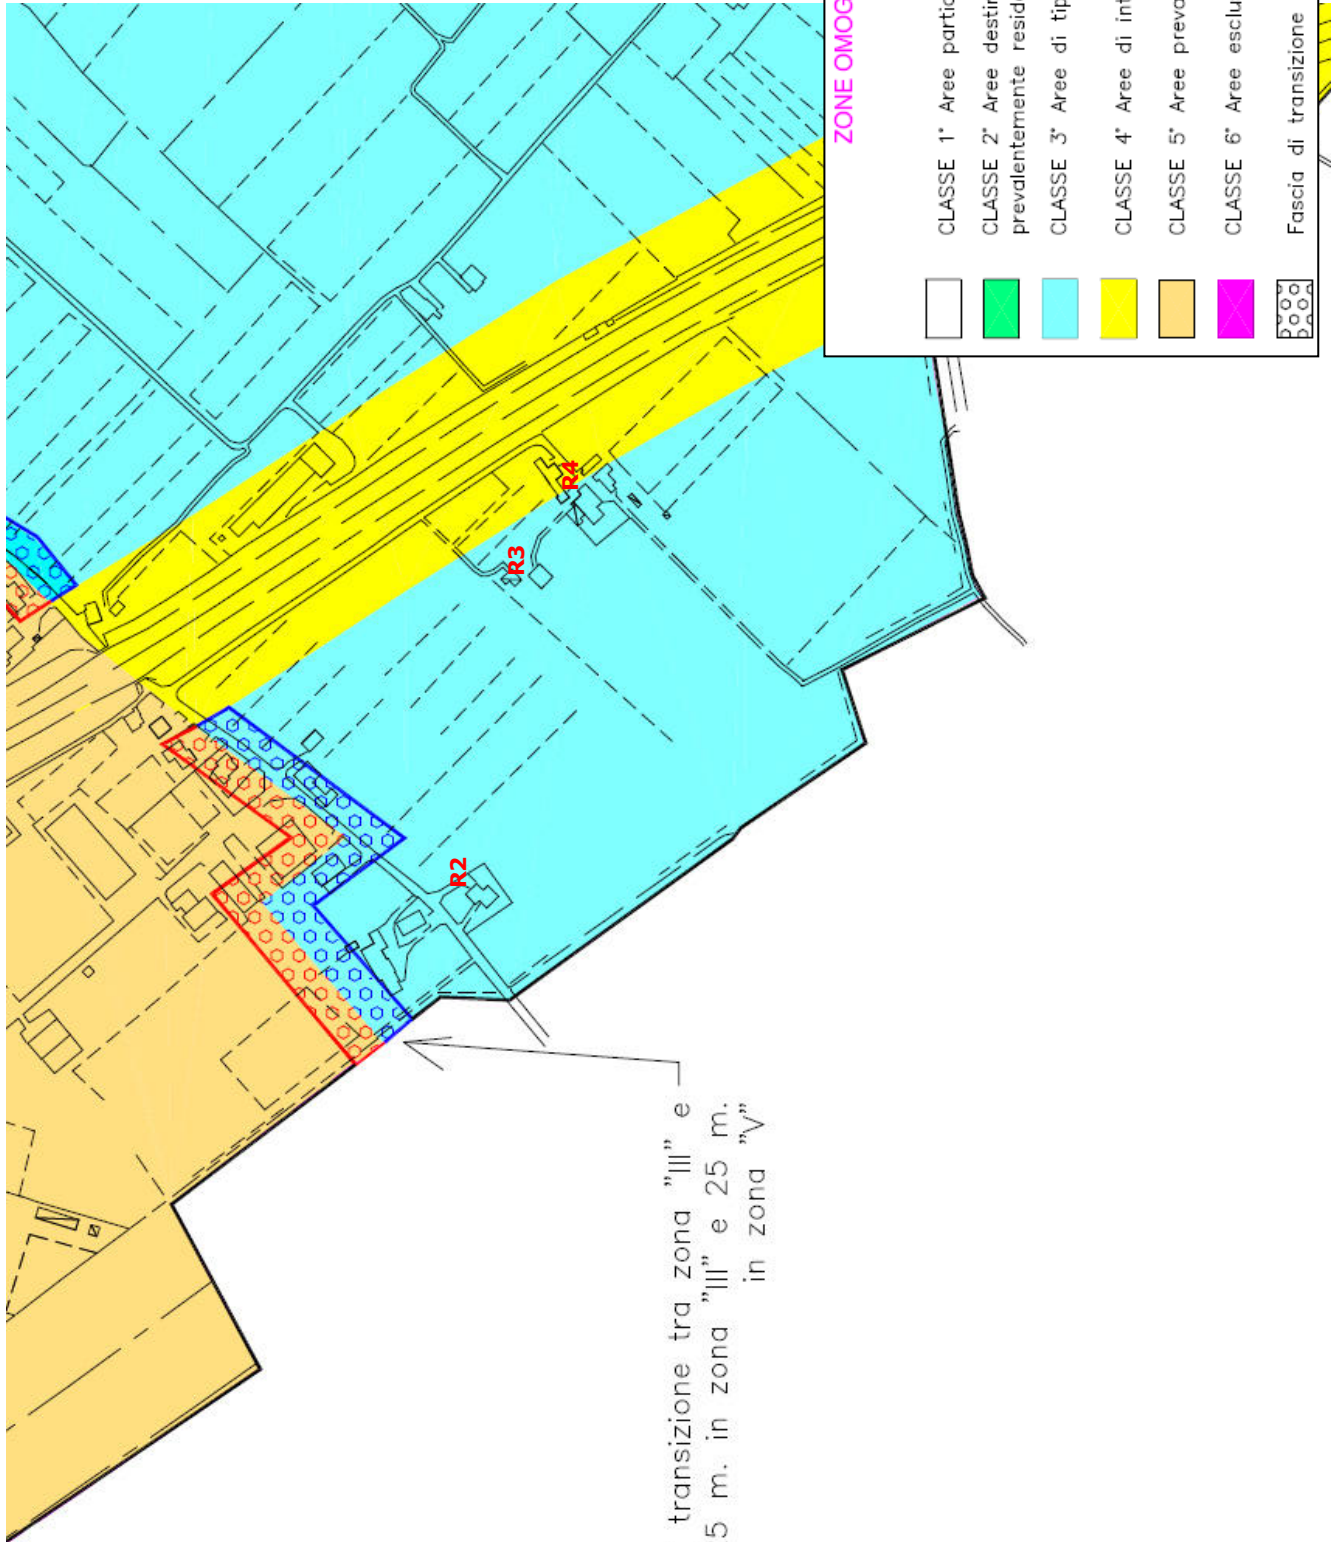 ZONE OMOG
CLASSE 1° Aree partic
CLASSE 2° Aree destin
prevalentemente reside
CLASSE 3° Aree di tip
CLASSE 4° Aree di int
CLASSE 5° Aree preva
CLASSE 6° Aree esclu
Fascia di transizione
R4
R3
R2
transizione tra zona "III" e
5 m. in zona "III" e 25 m.
in zona "V"